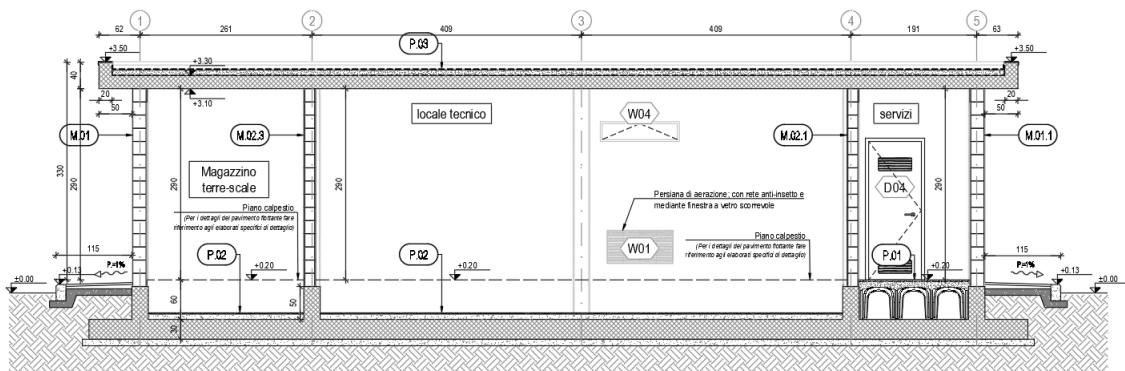 1 2 3 4 5
62 261 409 409 191 63
+3.50 P.03 +3.50
40 +3.30
+3.10
20 20
50 50
locale tecnico W04 servizi
M.01 M.02.3 M.02.1 M.01.1
Magazzino
terre-scale
330 290 290 290 290
D04
Persiana di aerazione; con rete anti-insetto e
mediante finestra a vetro scorrevole
W01
Piano calpestio
(Per i dettagli del pavimento flottante fare
riferimento agli elaborati specifici di dettaglio)
Piano calpestio
(Per i dettagli del pavimento flottante fare
riferimento agli elaborati specifici di dettaglio)
115 P.02 P.02 P.01 115
±0.00 +0.13 P.=1% +0.20 +0.20 +0.20 P.=1% +0.13 ±0.00
60 50
30